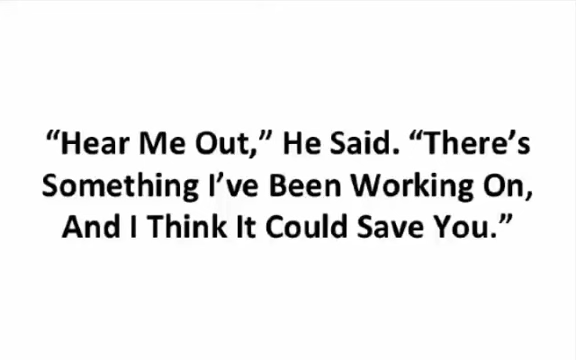 “Hear Me Out,” He Said. “There’s
Something I’ve Been Working On,
And I Think It Could Save You.”